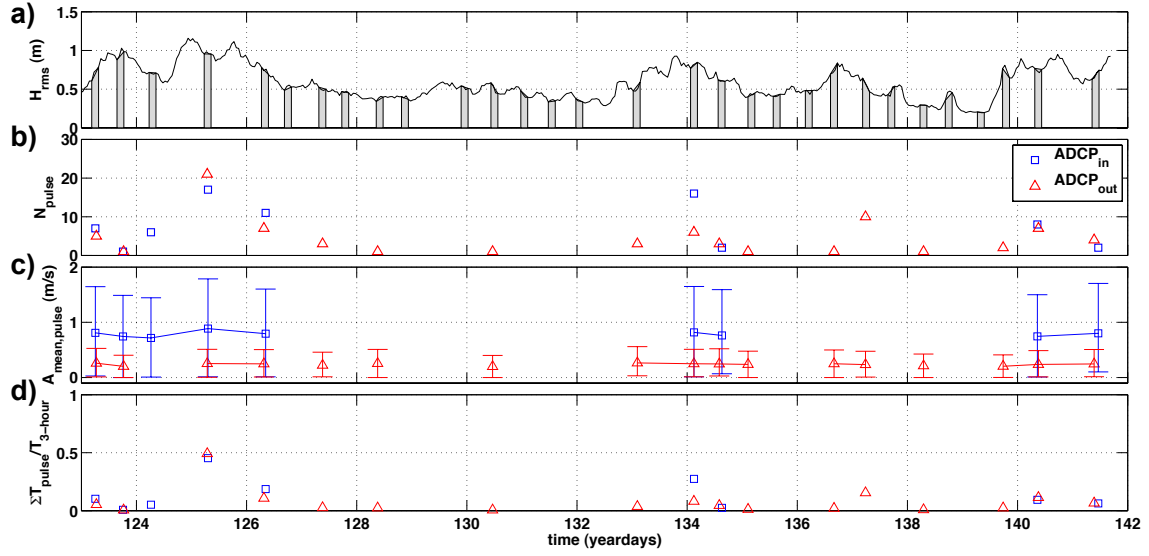 a)
1.5
1
0.5
0
H_rms (m)
b)
30
20
10
0
N_pulse
ADCP_in
ADCP_out
c)
2
1
0
A_mean,pulse (m/s)
d)
1
0.5
0
ΣT_pulse/T_3-hour
124 126 128 130 132 134 136 138 140 142
time (yeardays)